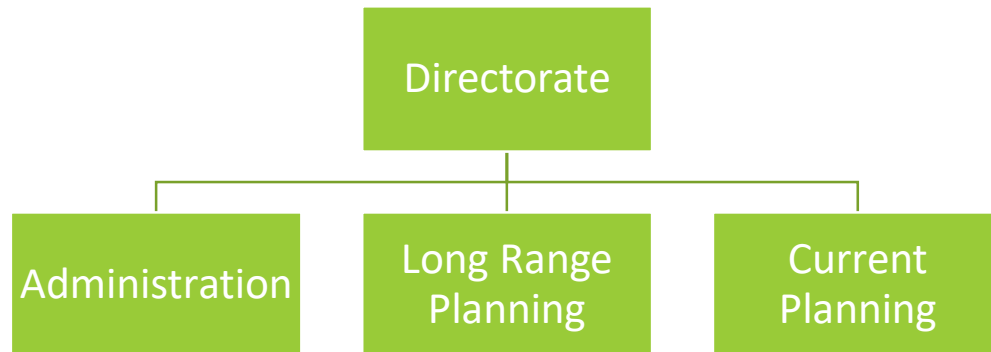 Directorate
Administration
Long Range
Planning
Current
Planning